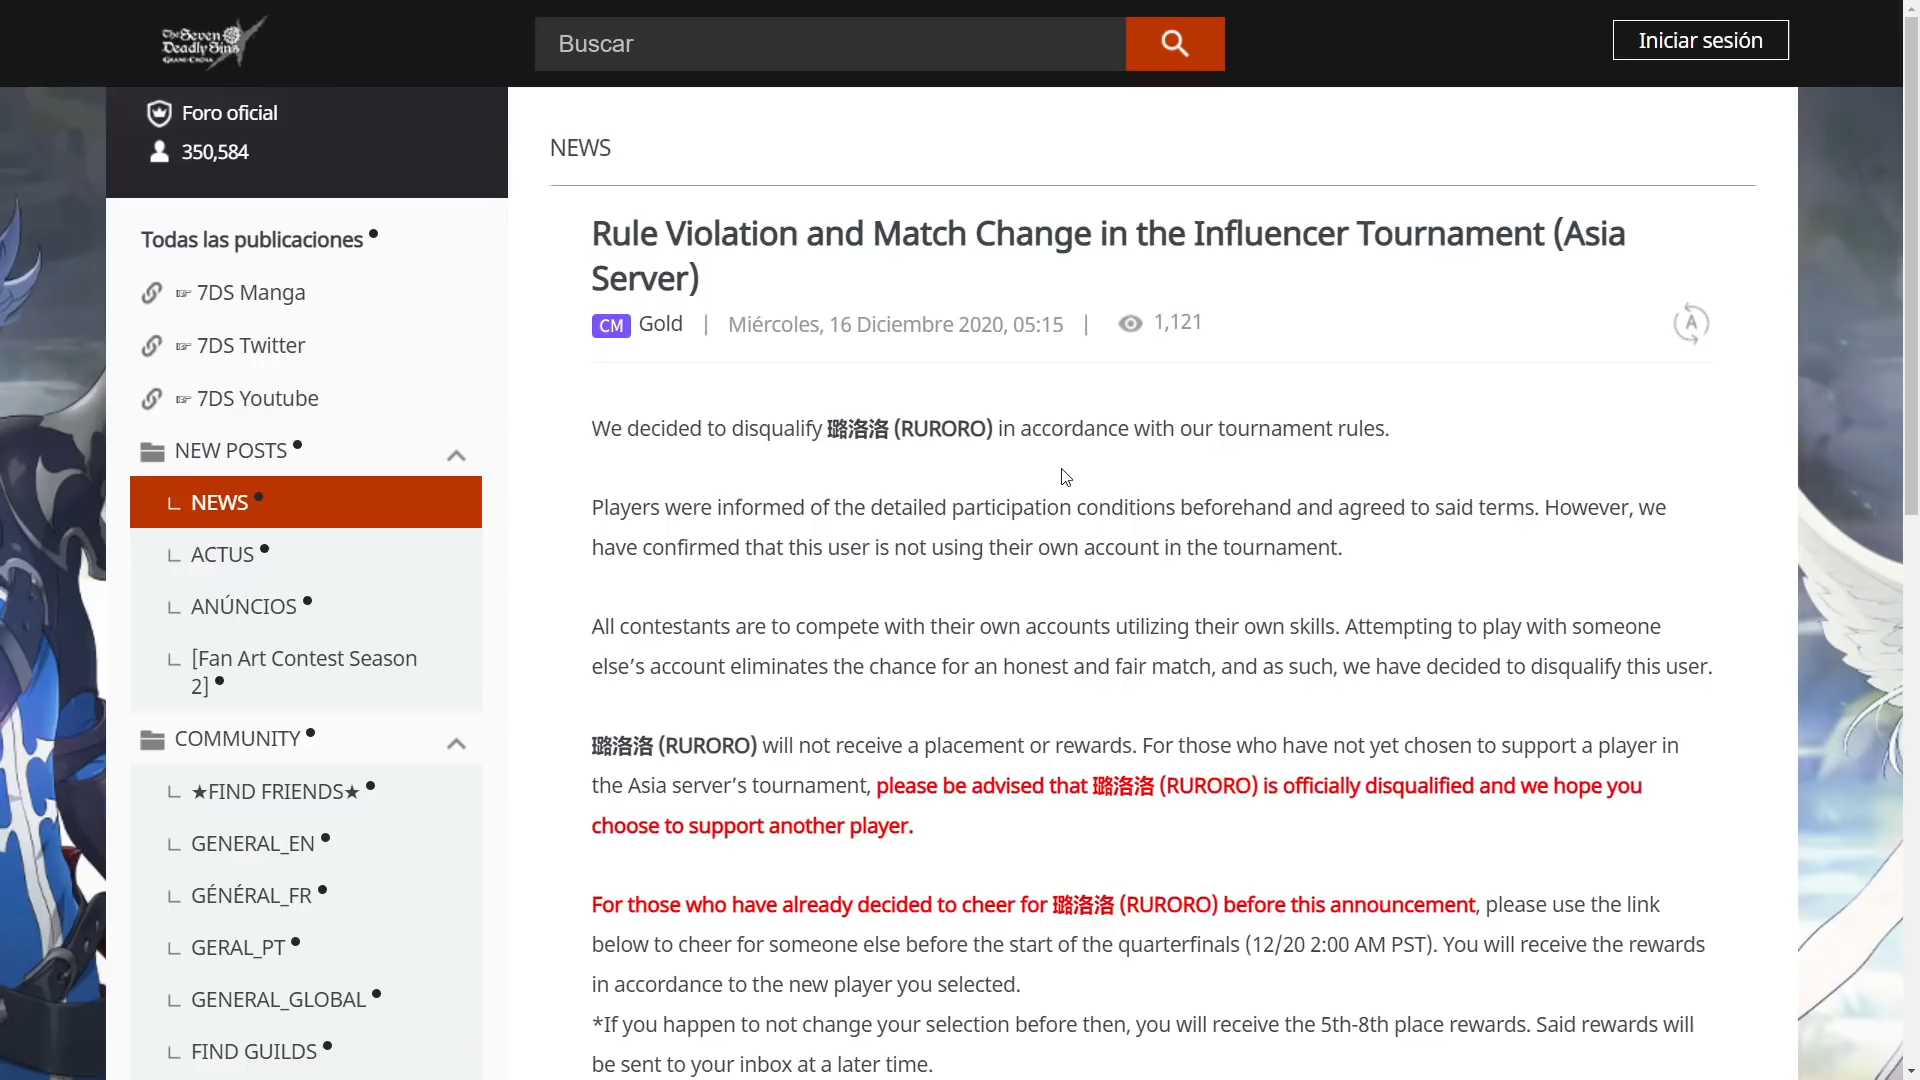 The Seven
Deadly Sins
GRAND CROSS
Buscar
Iniciar sesión
Foro oficial
350,584
Todas las publicaciones
☞ 7DS Manga
☞ 7DS Twitter
☞ 7DS Youtube
NEW POSTS
NEWS
ACTUS
ANÚNCIOS
[Fan Art Contest Season
2]
COMMUNITY
★FIND FRIENDS★
GENERAL_EN
GÉNÉRAL_FR
GERAL_PT
GENERAL_GLOBAL
FIND GUILDS
NEWS
Rule Violation and Match Change in the Influencer Tournament (Asia
Server)
CM Gold | Miércoles, 16 Diciembre 2020, 05:15 | 1,121
A
We decided to disqualify 璐洛洛 (RURORO) in accordance with our tournament rules.
Players were informed of the detailed participation conditions beforehand and agreed to said terms. However, we
have confirmed that this user is not using their own account in the tournament.
All contestants are to compete with their own accounts utilizing their own skills. Attempting to play with someone
else’s account eliminates the chance for an honest and fair match, and as such, we have decided to disqualify this user.
璐洛洛 (RURORO) will not receive a placement or rewards. For those who have not yet chosen to support a player in
the Asia server’s tournament, please be advised that 璐洛洛 (RURORO) is officially disqualified and we hope you
choose to support another player.
For those who have already decided to cheer for 璐洛洛 (RURORO) before this announcement, please use the link
below to cheer for someone else before the start of the quarterfinals (12/20 2:00 AM PST). You will receive the rewards
in accordance to the new player you selected.
*If you happen to not change your selection before then, you will receive the 5th-8th place rewards. Said rewards will
be sent to your inbox at a later time.